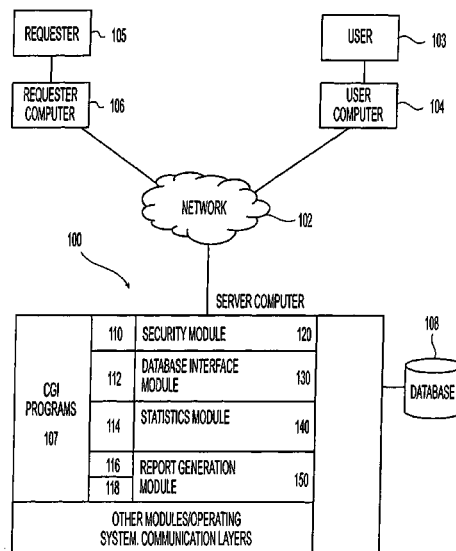 REQUESTER
105
USER
103
REQUESTER
COMPUTER
106
USER
COMPUTER
104
NETWORK
102
100
SERVER COMPUTER
108
DATABASE
CGI
PROGRAMS
107
110
SECURITY MODULE
120
112
DATABASE INTERFACE
MODULE
130
114
STATISTICS MODULE
140
116
118
REPORT GENERATION
MODULE
150
OTHER MODULES/OPERATING
SYSTEM. COMMUNICATION LAYERS